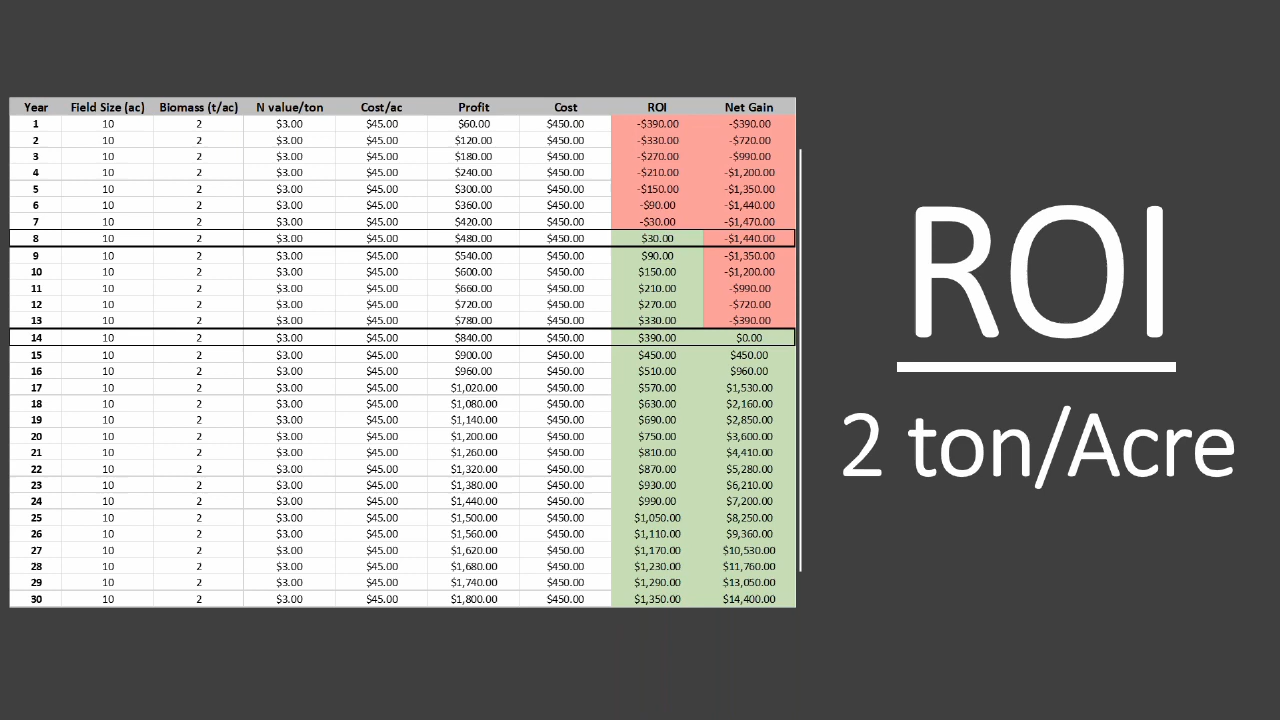 Year Field Size (ac) Biomass (t/ac) N value/ton Cost/ac Profit Cost ROI Net Gain
1 10 2 $3.00 $45.00 $60.00 $450.00 -$390.00 -$390.00
2 10 2 $3.00 $45.00 $120.00 $450.00 -$330.00 -$720.00
3 10 2 $3.00 $45.00 $180.00 $450.00 -$270.00 -$990.00
4 10 2 $3.00 $45.00 $240.00 $450.00 -$210.00 -$1,200.00
5 10 2 $3.00 $45.00 $300.00 $450.00 -$150.00 -$1,350.00
6 10 2 $3.00 $45.00 $360.00 $450.00 -$90.00 -$1,440.00
7 10 2 $3.00 $45.00 $420.00 $450.00 -$30.00 -$1,470.00
8 10 2 $3.00 $45.00 $480.00 $450.00 $30.00 -$1,440.00
9 10 2 $3.00 $45.00 $540.00 $450.00 $90.00 -$1,350.00
10 10 2 $3.00 $45.00 $600.00 $450.00 $150.00 -$1,200.00
11 10 2 $3.00 $45.00 $660.00 $450.00 $210.00 -$990.00
12 10 2 $3.00 $45.00 $720.00 $450.00 $270.00 -$720.00
13 10 2 $3.00 $45.00 $780.00 $450.00 $330.00 -$390.00
14 10 2 $3.00 $45.00 $840.00 $450.00 $390.00 $0.00
15 10 2 $3.00 $45.00 $900.00 $450.00 $450.00 $450.00
16 10 2 $3.00 $45.00 $960.00 $450.00 $510.00 $960.00
17 10 2 $3.00 $45.00 $1,020.00 $450.00 $570.00 $1,530.00
18 10 2 $3.00 $45.00 $1,080.00 $450.00 $630.00 $2,160.00
19 10 2 $3.00 $45.00 $1,140.00 $450.00 $690.00 $2,850.00
20 10 2 $3.00 $45.00 $1,200.00 $450.00 $750.00 $3,600.00
21 10 2 $3.00 $45.00 $1,260.00 $450.00 $810.00 $4,410.00
22 10 2 $3.00 $45.00 $1,320.00 $450.00 $870.00 $5,280.00
23 10 2 $3.00 $45.00 $1,380.00 $450.00 $930.00 $6,210.00
24 10 2 $3.00 $45.00 $1,440.00 $450.00 $990.00 $7,200.00
25 10 2 $3.00 $45.00 $1,500.00 $450.00 $1,050.00 $8,250.00
26 10 2 $3.00 $45.00 $1,560.00 $450.00 $1,110.00 $9,360.00
27 10 2 $3.00 $45.00 $1,620.00 $450.00 $1,170.00 $10,530.00
28 10 2 $3.00 $45.00 $1,680.00 $450.00 $1,230.00 $11,760.00
29 10 2 $3.00 $45.00 $1,740.00 $450.00 $1,290.00 $13,050.00
30 10 2 $3.00 $45.00 $1,800.00 $450.00 $1,350.00 $14,400.00
ROI
2 ton/Acre